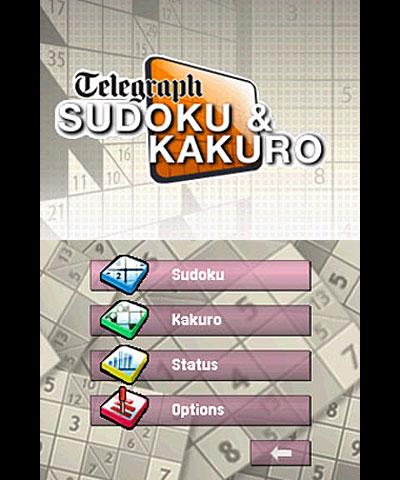 Telegraph
SUDOKU &
KAKURO
Sudoku
Kakuro
Status
Options